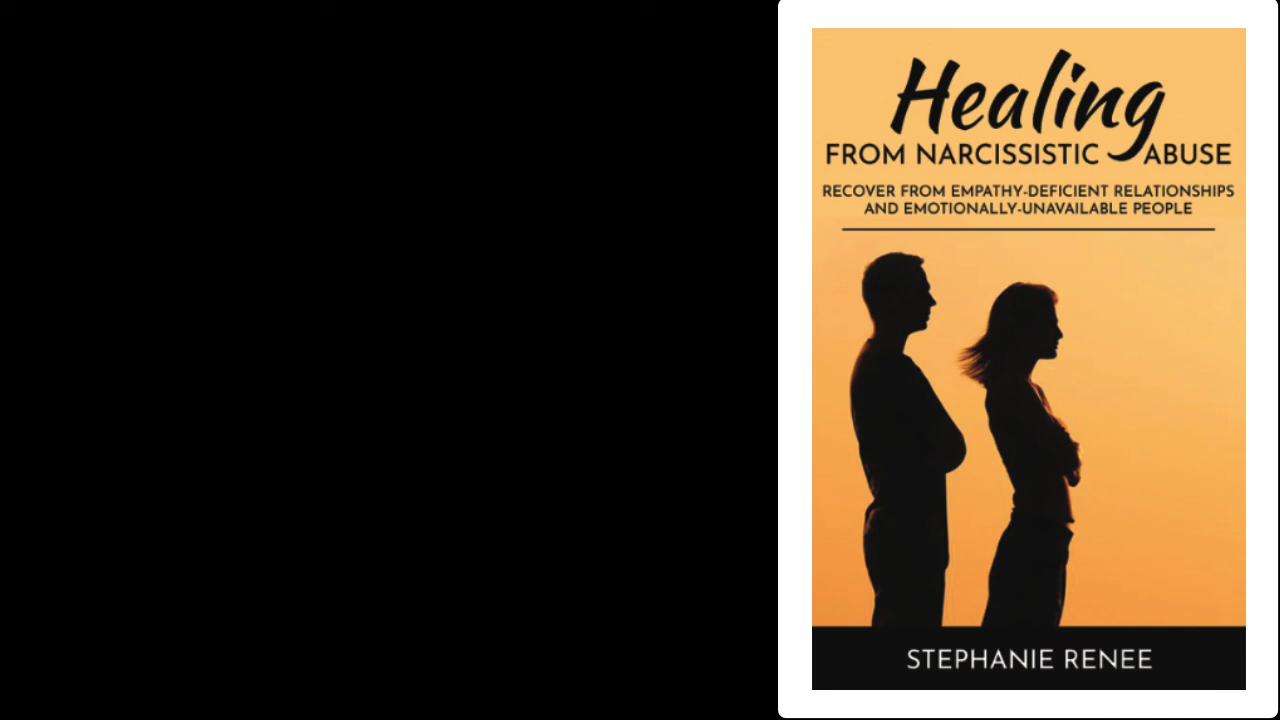 Healing
FROM NARCISSISTIC ABUSE
RECOVER FROM EMPATHY-DEFICIENT RELATIONSHIPS
AND EMOTIONALLY-UNAVAILABLE PEOPLE
STEPHANIE RENEE